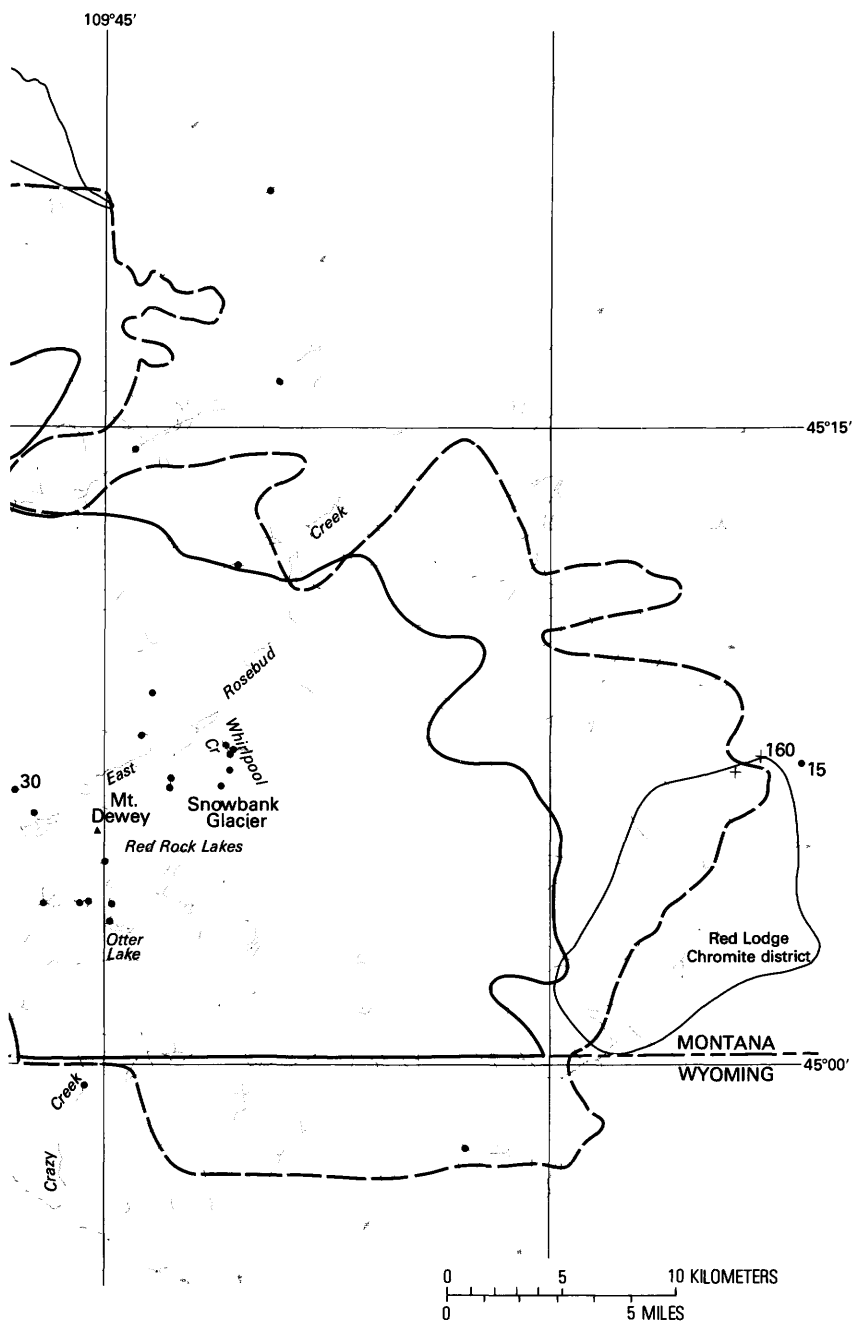 109°45′
45°15′
Creek
Rosebud
Whirlpool
Cr
160
15
East
30
Mt.
Dewey
Snowbank
Glacier
Red Rock Lakes
Otter
Lake
Red Lodge
Chromite district
MONTANA
WYOMING
45°00′
Creek
Crazy
0 5 10 KILOMETERS
0 5 MILES